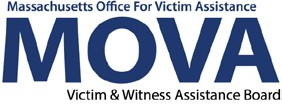 Massachusetts Office For Victim Assistance
MOVA
Victim & Witness Assistance Board